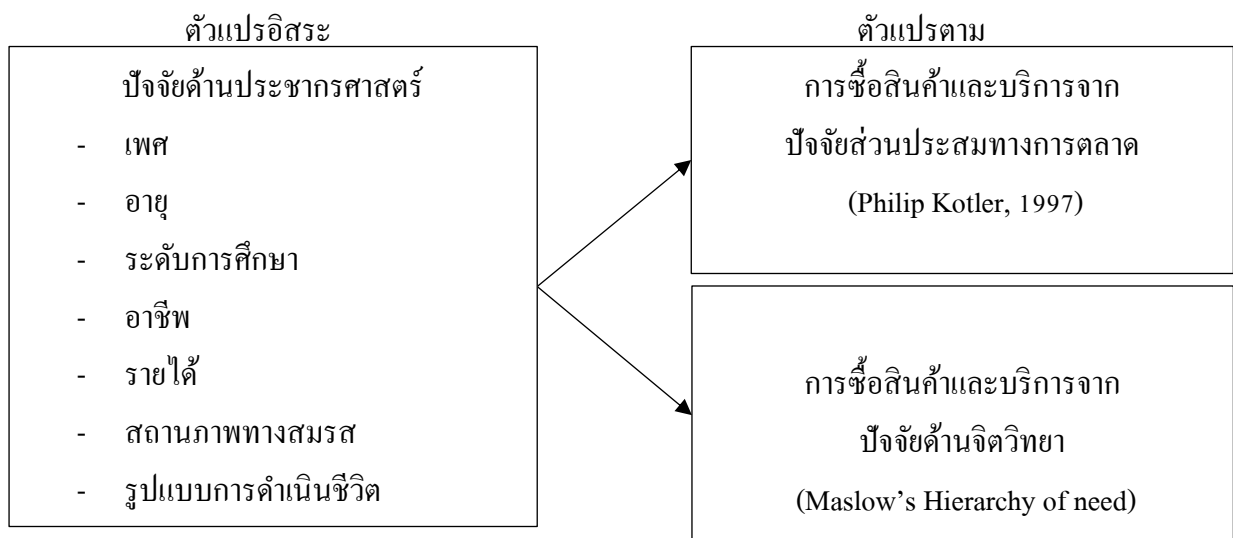 ตัวแปรอิสระ
ปัจจัยด้านประชากรศาสตร์
- เพศ
- อายุ
- ระดับการศึกษา
- อาชีพ
- รายได้
- สถานภาพทางสมรส
- รูปแบบการดำเนินชีวิต
ตัวแปรตาม
การซื้อสินค้าและบริการจาก
ปัจจัยส่วนประสมทางการตลาด
(Philip Kotler, 1997)
การซื้อสินค้าและบริการจาก
ปัจจัยด้านจิตวิทยา
(Maslow’s Hierarchy of need)